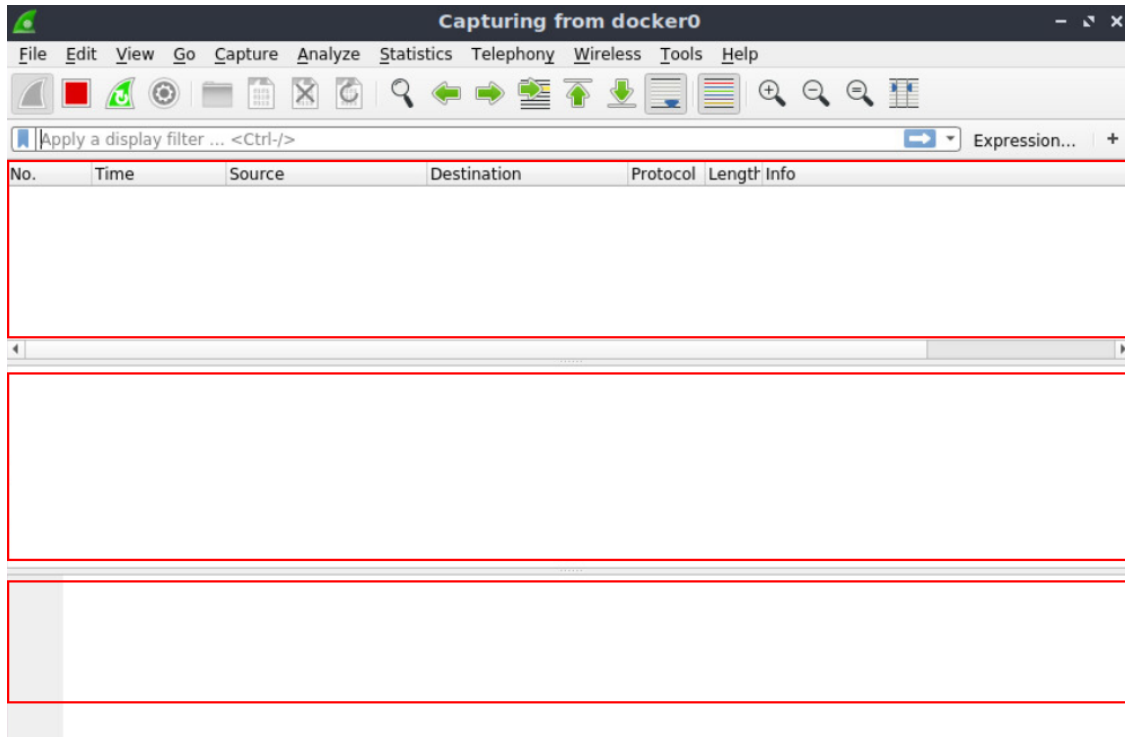 Capturing from docker0
File Edit View Go Capture Analyze Statistics Telephony Wireless Tools Help
Apply a display filter ... <Ctrl-/> Expression... +
No. Time Source Destination Protocol Length Info